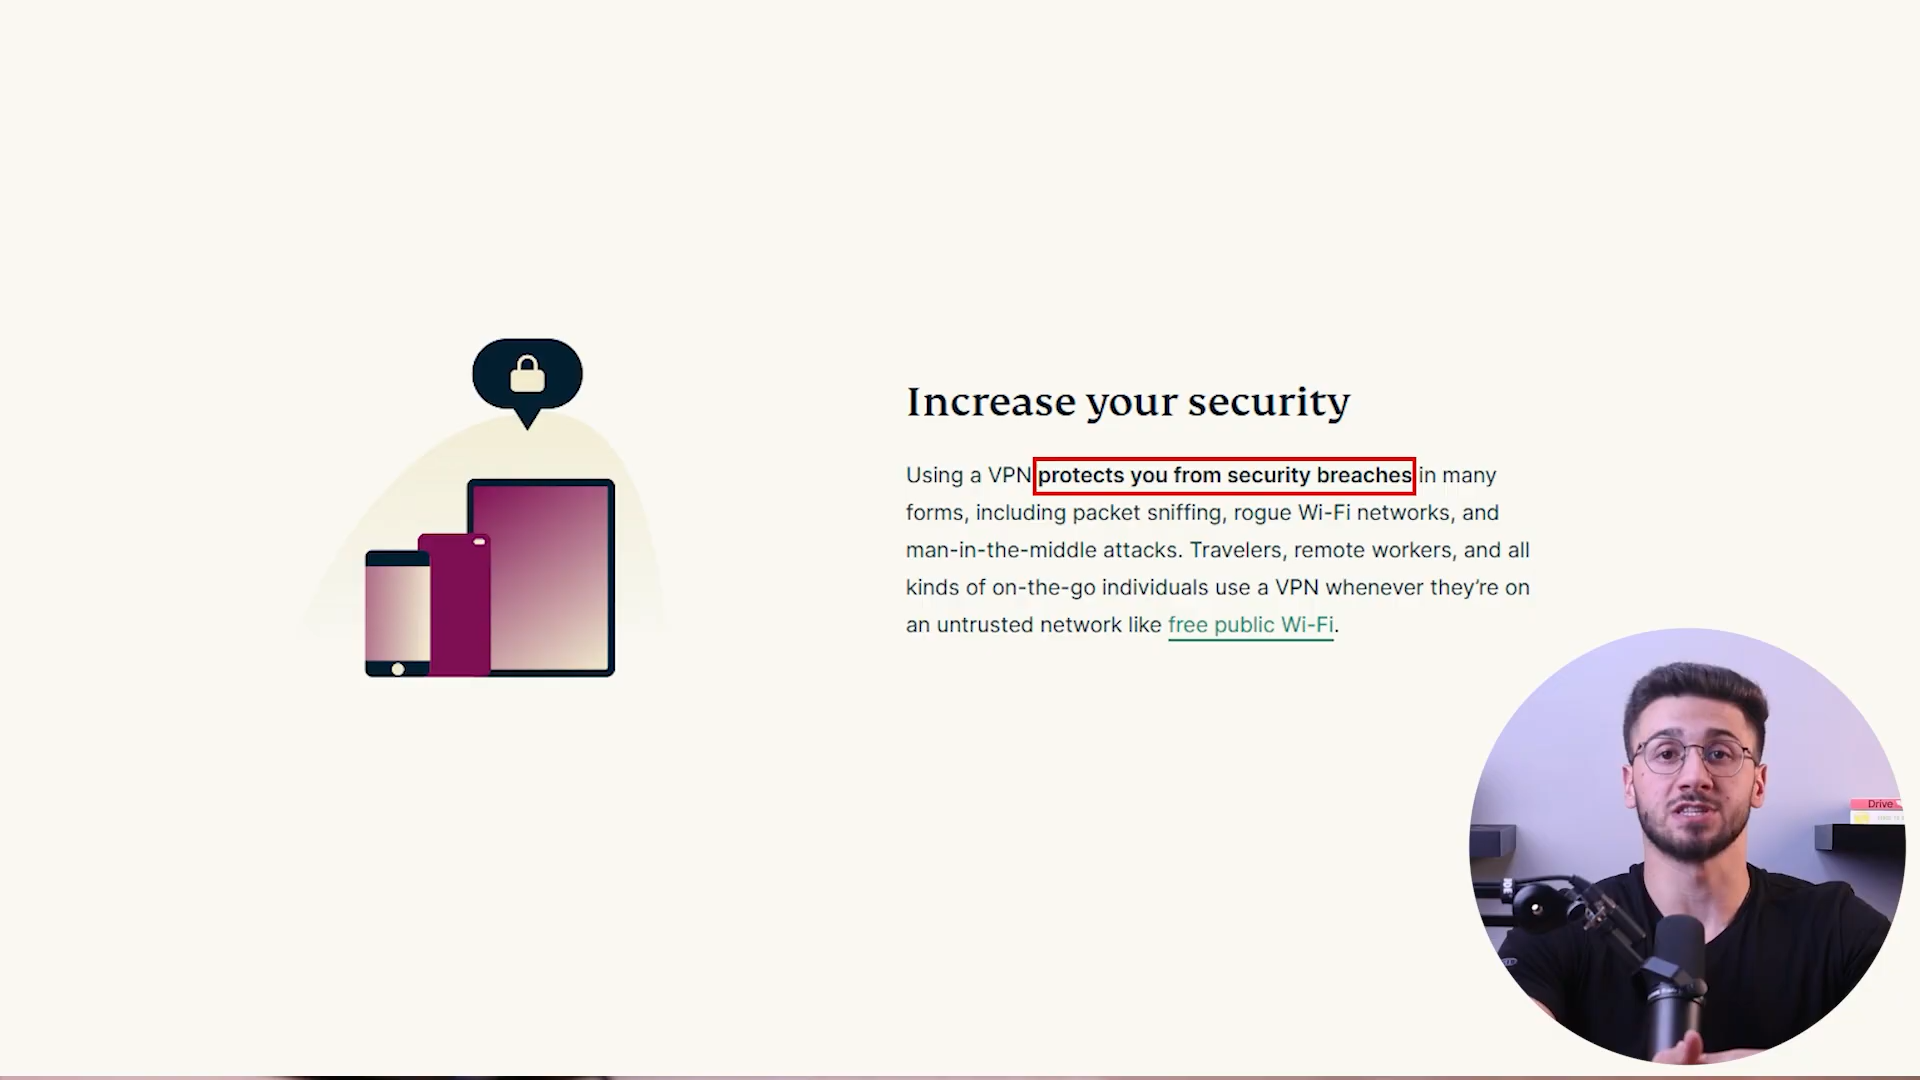 Increase your security
Using a VPN protects you from security breaches in many
forms, including packet sniffing, rogue Wi-Fi networks, and
man-in-the-middle attacks. Travelers, remote workers, and all
kinds of on-the-go individuals use a VPN whenever they’re on
an untrusted network like free public Wi-Fi.
Drive